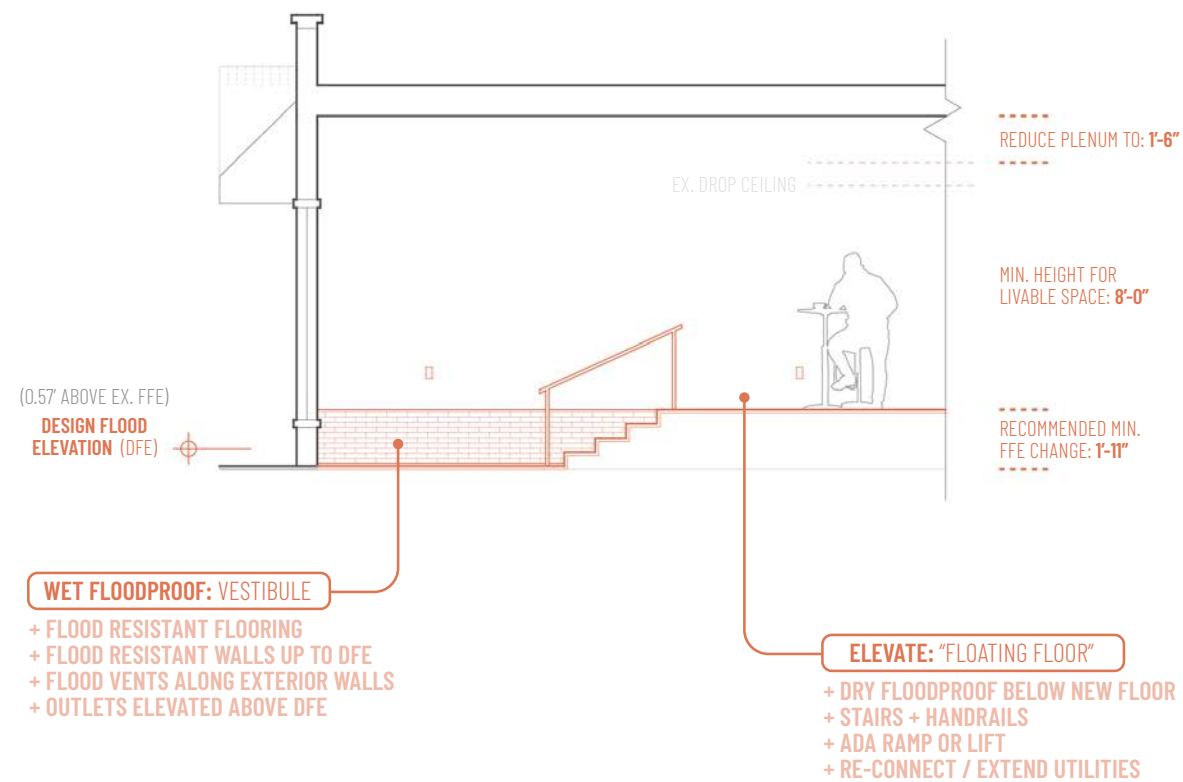 REDUCE PLENUM TO: 1'-6"
EX. DROP CEILING
MIN. HEIGHT FOR
LIVABLE SPACE: 8'-0"
(0.57' ABOVE EX. FFE)
DESIGN FLOOD
ELEVATION (DFE)
RECOMMENDED MIN.
FFE CHANGE: 1'-11"
WET FLOODPROOF: VESTIBULE
+ FLOOD RESISTANT FLOORING
+ FLOOD RESISTANT WALLS UP TO DFE
+ FLOOD VENTS ALONG EXTERIOR WALLS
+ OUTLETS ELEVATED ABOVE DFE
ELEVATE: "FLOATING FLOOR"
+ DRY FLOODPROOF BELOW NEW FLOOR
+ STAIRS + HANDRAILS
+ ADA RAMP OR LIFT
+ RE-CONNECT / EXTEND UTILITIES